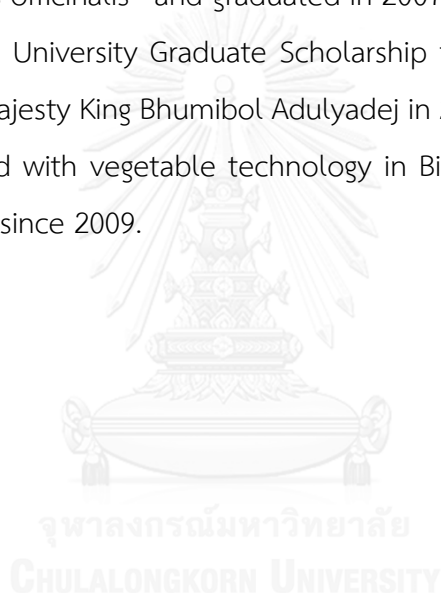 officinalis" and graduated in 2007
University Graduate Scholarship
ajesty King Bhumibol Adulyadej in
d with vegetable technology in Bi
since 2009.
จุฬาลงกรณ์มหาวิทยาลัย
CHULALONGKORN UNIVERSITY